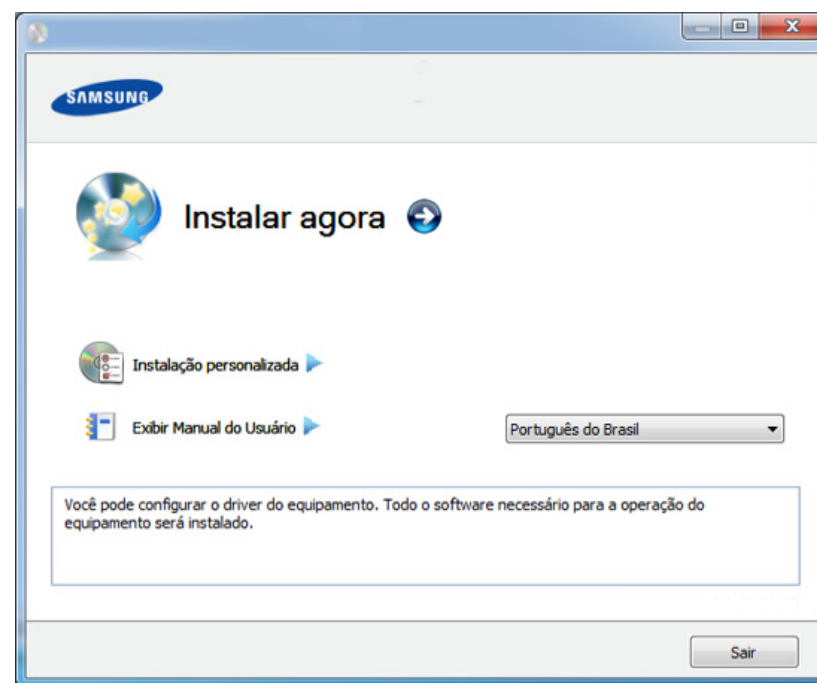 SAMSUNG
Instalar agora
Instalação personalizada
Exibir Manual do Usuário
Português do Brasil
Você pode configurar o driver do equipamento. Todo o software necessário para a operação do
equipamento será instalado.
Sair